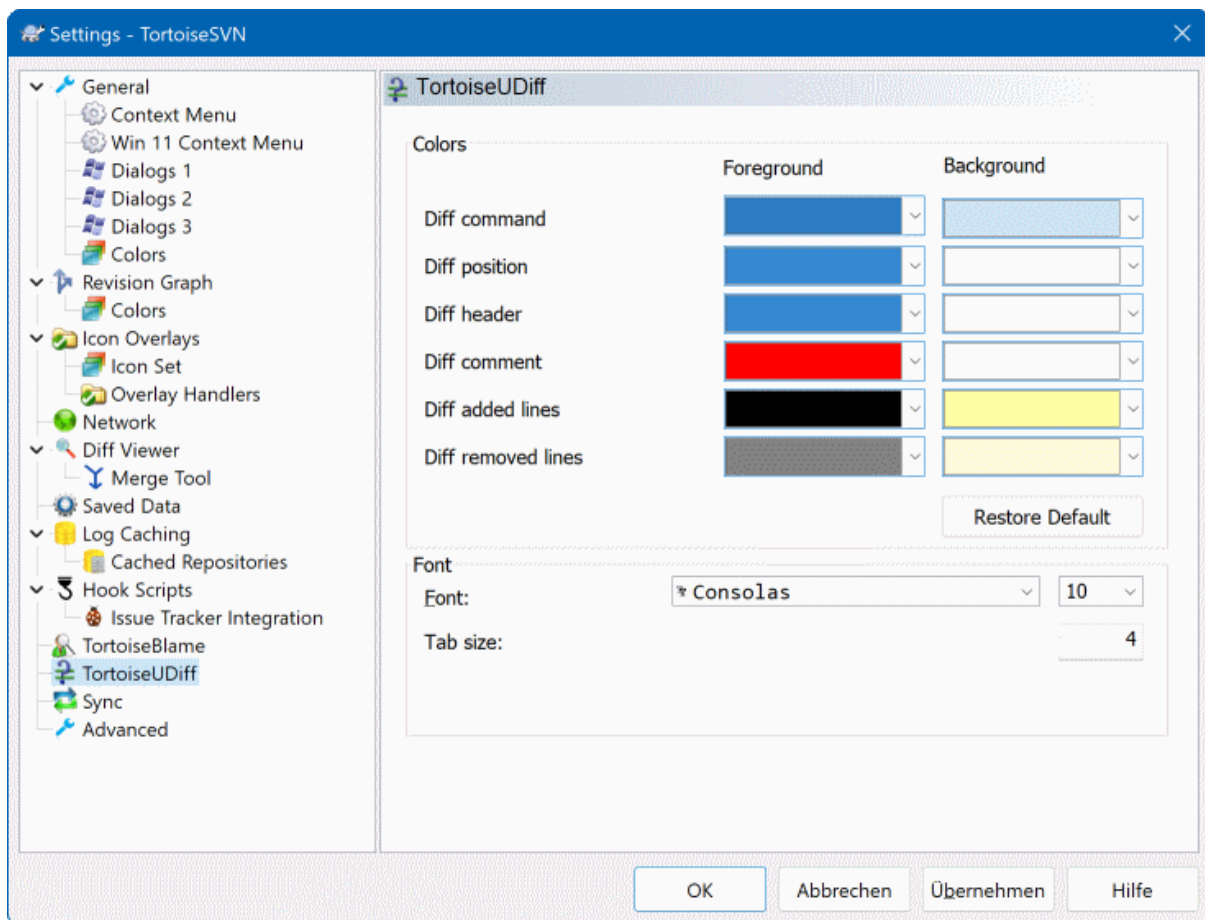 Settings - TortoiseSVN
General
Context Menu
Win 11 Context Menu
Dialogs 1
Dialogs 2
Dialogs 3
Colors
Revision Graph
Colors
Icon Overlays
Icon Set
Overlay Handlers
Network
Diff Viewer
Merge Tool
Saved Data
Log Caching
Cached Repositories
Hook Scripts
Issue Tracker Integration
TortoiseBlame
TortoiseUDiff
Sync
Advanced
TortoiseUDiff
Colors
Foreground Background
Diff command
Diff position
Diff header
Diff comment
Diff added lines
Diff removed lines
Restore Default
Font
Font: Consolas 10
Tab size: 4
OK Abbrechen Übernehmen Hilfe